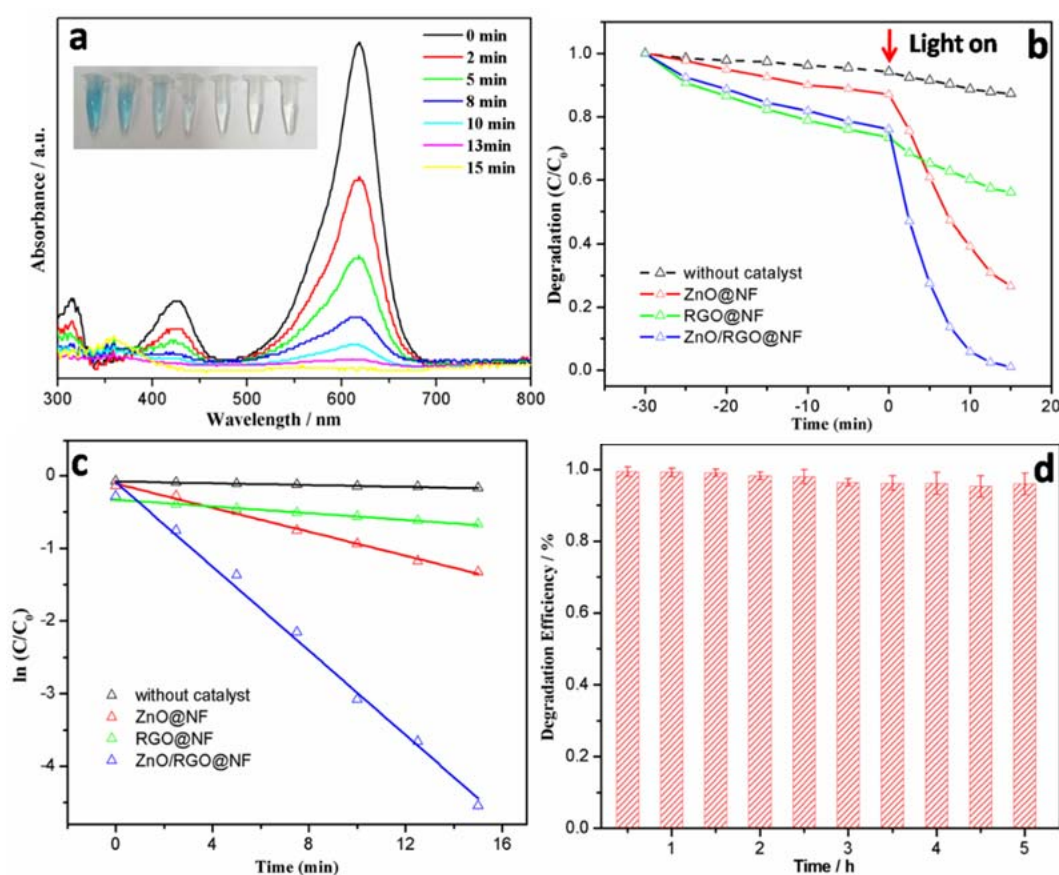 a
0 min
2 min
5 min
8 min
10 min
13min
15 min
Absorbance / a.u.
300 400 500 600 700 800
Wavelength / nm
b
Light on
1.0
0.8
0.6
0.4
0.2
0.0
Degradation (C/C0)
without catalyst
ZnO@NF
RGO@NF
ZnO/RGO@NF
-30 -20 -10 0 10 20
Time (min)
c
0
-1
-2
-3
-4
ln (C/C0)
without catalyst
ZnO@NF
RGO@NF
ZnO/RGO@NF
0 4 8 12 16
Time (min)
d
1.0
0.8
0.6
0.4
0.2
0.0
Degradation Efficiency / %
1 2 3 4 5
Time / h